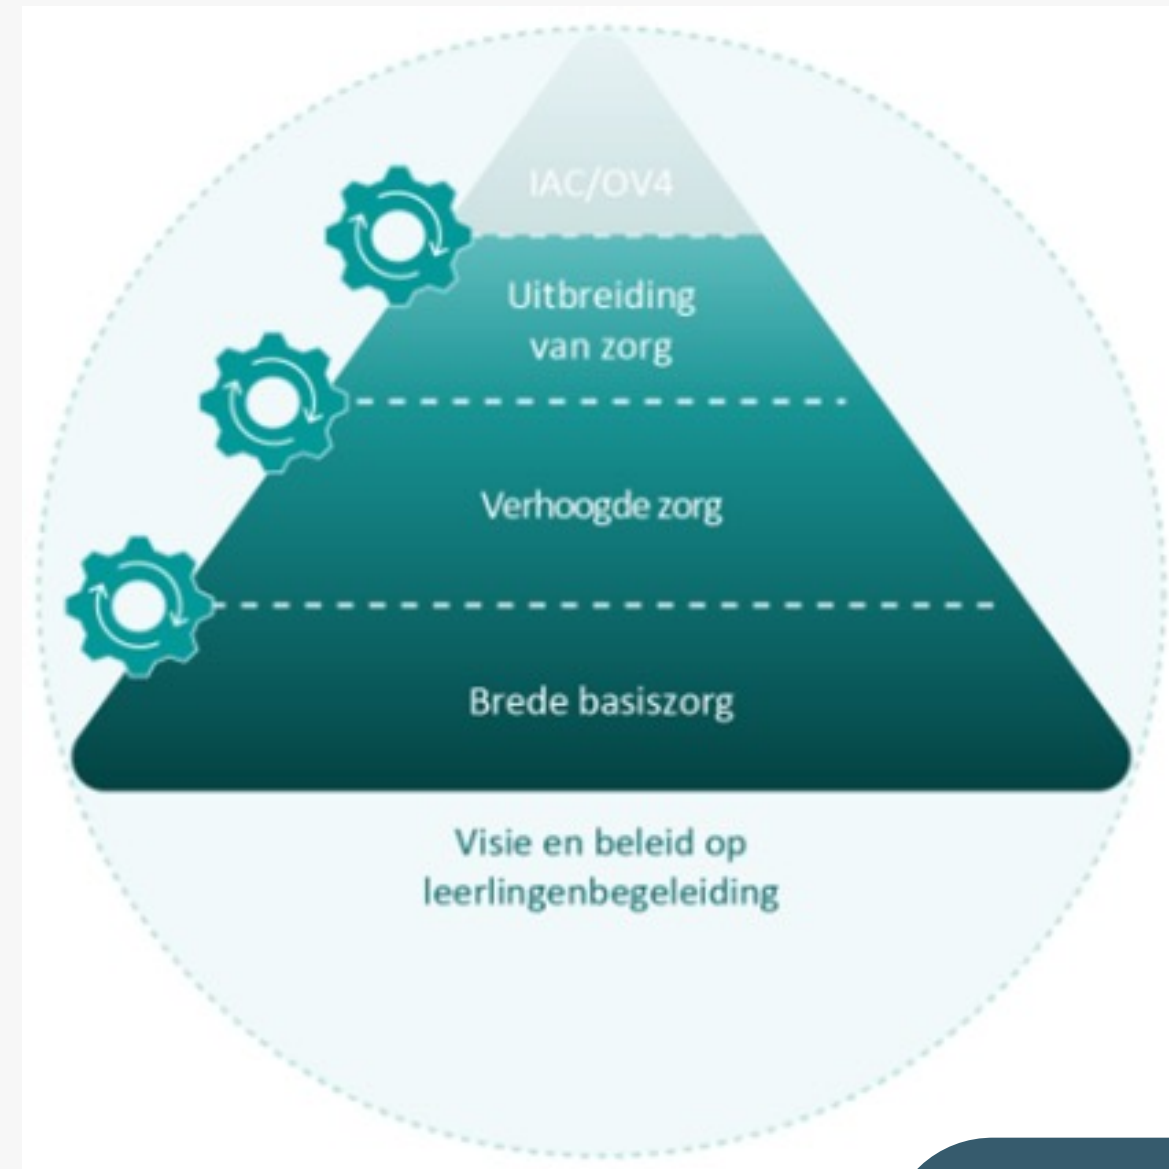 IAC/OV4
Uitbreiding
van zorg
Verhoogde zorg
Brede basiszorg
Visie en beleid op
leerlingenbegeleiding